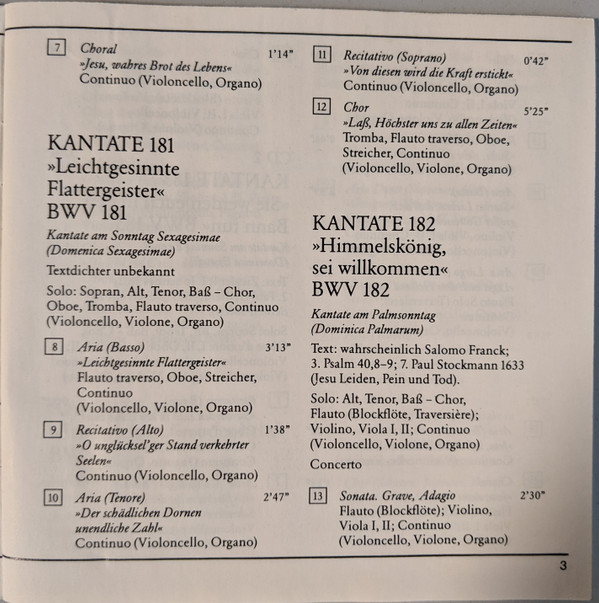 7 Choral 1'14"
»Jesu, wahres Brot des Lebens«
Continuo (Violoncello, Organo)
KANTATE 181
»Leichtgesinnte
Flattergeister«
BWV 181
Kantate am Sonntag Sexagesimae
(Domenica Sexagesimae)
Textdichter unbekannt
Solo: Sopran, Alt, Tenor, Baß – Chor,
Oboe, Tromba, Flauto traverso, Continuo
(Violoncello, Violone, Organo)
8 Aria (Basso) 3'13"
»Leichtgesinnte Flattergeister«
Flauto traverso, Oboe, Streicher,
Continuo
(Violoncello, Violone, Organo)
9 Recitativo (Alto) 1'38"
»O unglücksel'ger Stand verkehrter
Seelen«
Continuo (Violoncello, Organo)
10 Aria (Tenore) 2'47"
»Der schädlichen Dornen
unendliche Zahl«
Continuo (Violoncello, Organo)
11 Recitativo (Soprano) 0'42"
»Von diesen wird die Kraft erstickt«
Continuo (Violoncello, Organo)
12 Chor 5'25"
»Laß, Höchster uns zu allen Zeiten«
Tromba, Flauto traverso, Oboe,
Streicher, Continuo
(Violoncello, Violone, Organo)
KANTATE 182
»Himmelskönig,
sei willkommen«
BWV 182
Kantate am Palmsonntag
(Dominica Palmarum)
Text: wahrscheinlich Salomo Franck;
3. Psalm 40,8–9; 7. Paul Stockmann 1633
(Jesu Leiden, Pein und Tod).
Solo: Alt, Tenor, Baß – Chor,
Flauto (Blockflöte, Traversière);
Violino, Viola I, II; Continuo
(Violoncello, Violone, Organo)
Concerto
13 Sonata. Grave, Adagio 2'30"
Flauto (Blockflöte); Violino,
Viola I, II; Continuo
(Violoncello, Violone, Organo)
3